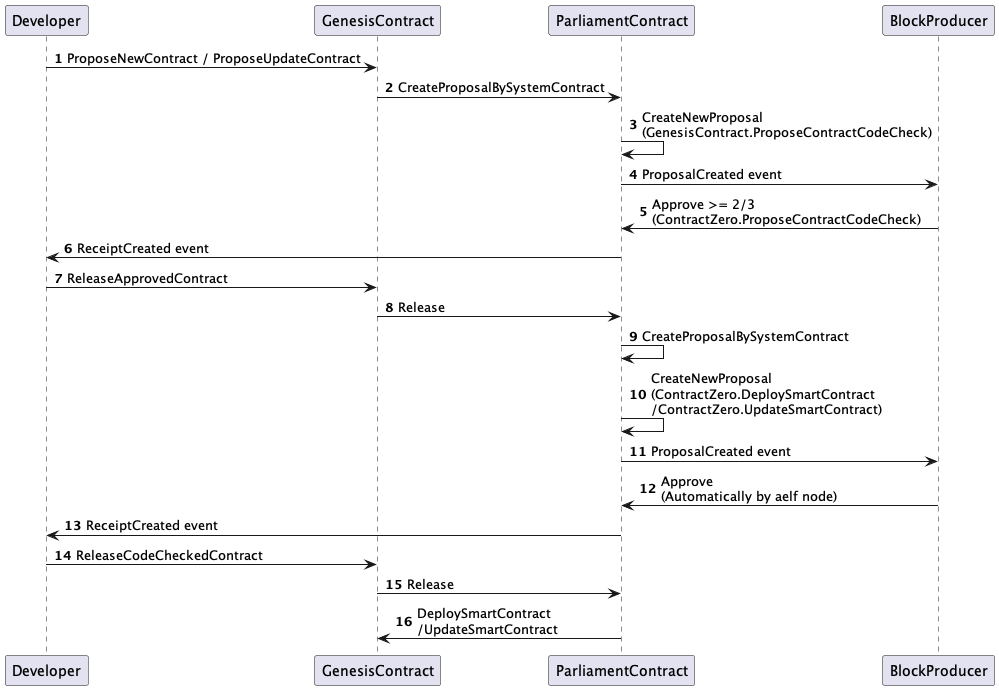 Developer GenesisContract ParliamentContract BlockProducer
1 ProposeNewContract / ProposeUpdateContract
2 CreateProposalBySystemContract
CreateNewProposal
3 (GenesisContract.ProposeContractCodeCheck)
4 ProposalCreated event
Approve >= 2/3
5 (ContractZero.ProposeContractCodeCheck)
6 ReceiptCreated event
7 ReleaseApprovedContract
8 Release
9 CreateProposalBySystemContract
CreateNewProposal
10 (ContractZero.DeploySmartContract
/ContractZero.UpdateSmartContract)
11 ProposalCreated event
Approve
12 (Automatically by aelf node)
13 ReceiptCreated event
14 ReleaseCodeCheckedContract
15 Release
DeploySmartContract
16 /UpdateSmartContract
Developer GenesisContract ParliamentContract BlockProducer